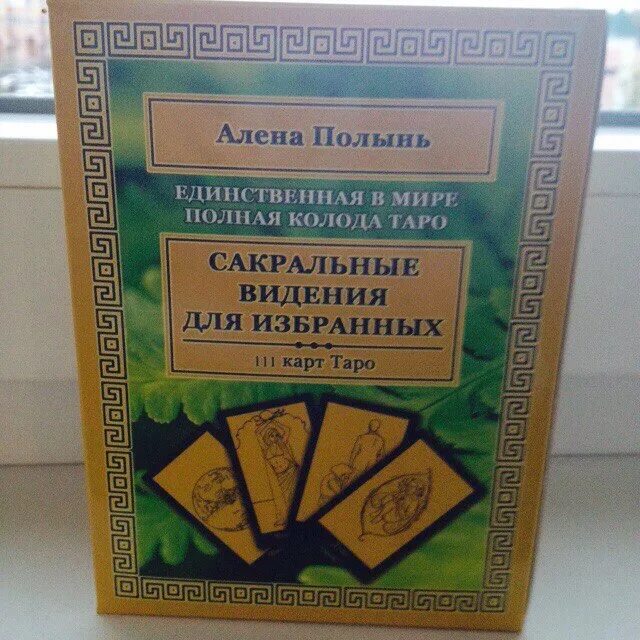 Алена Полынь
ЕДИНСТВЕННАЯ В МИРЕ
ПОЛНАЯ КОЛОДА ТАРО
САКРАЛЬНЫЕ
ВИДЕНИЯ
ДЛЯ ИЗБРАННЫХ
111 карт Таро